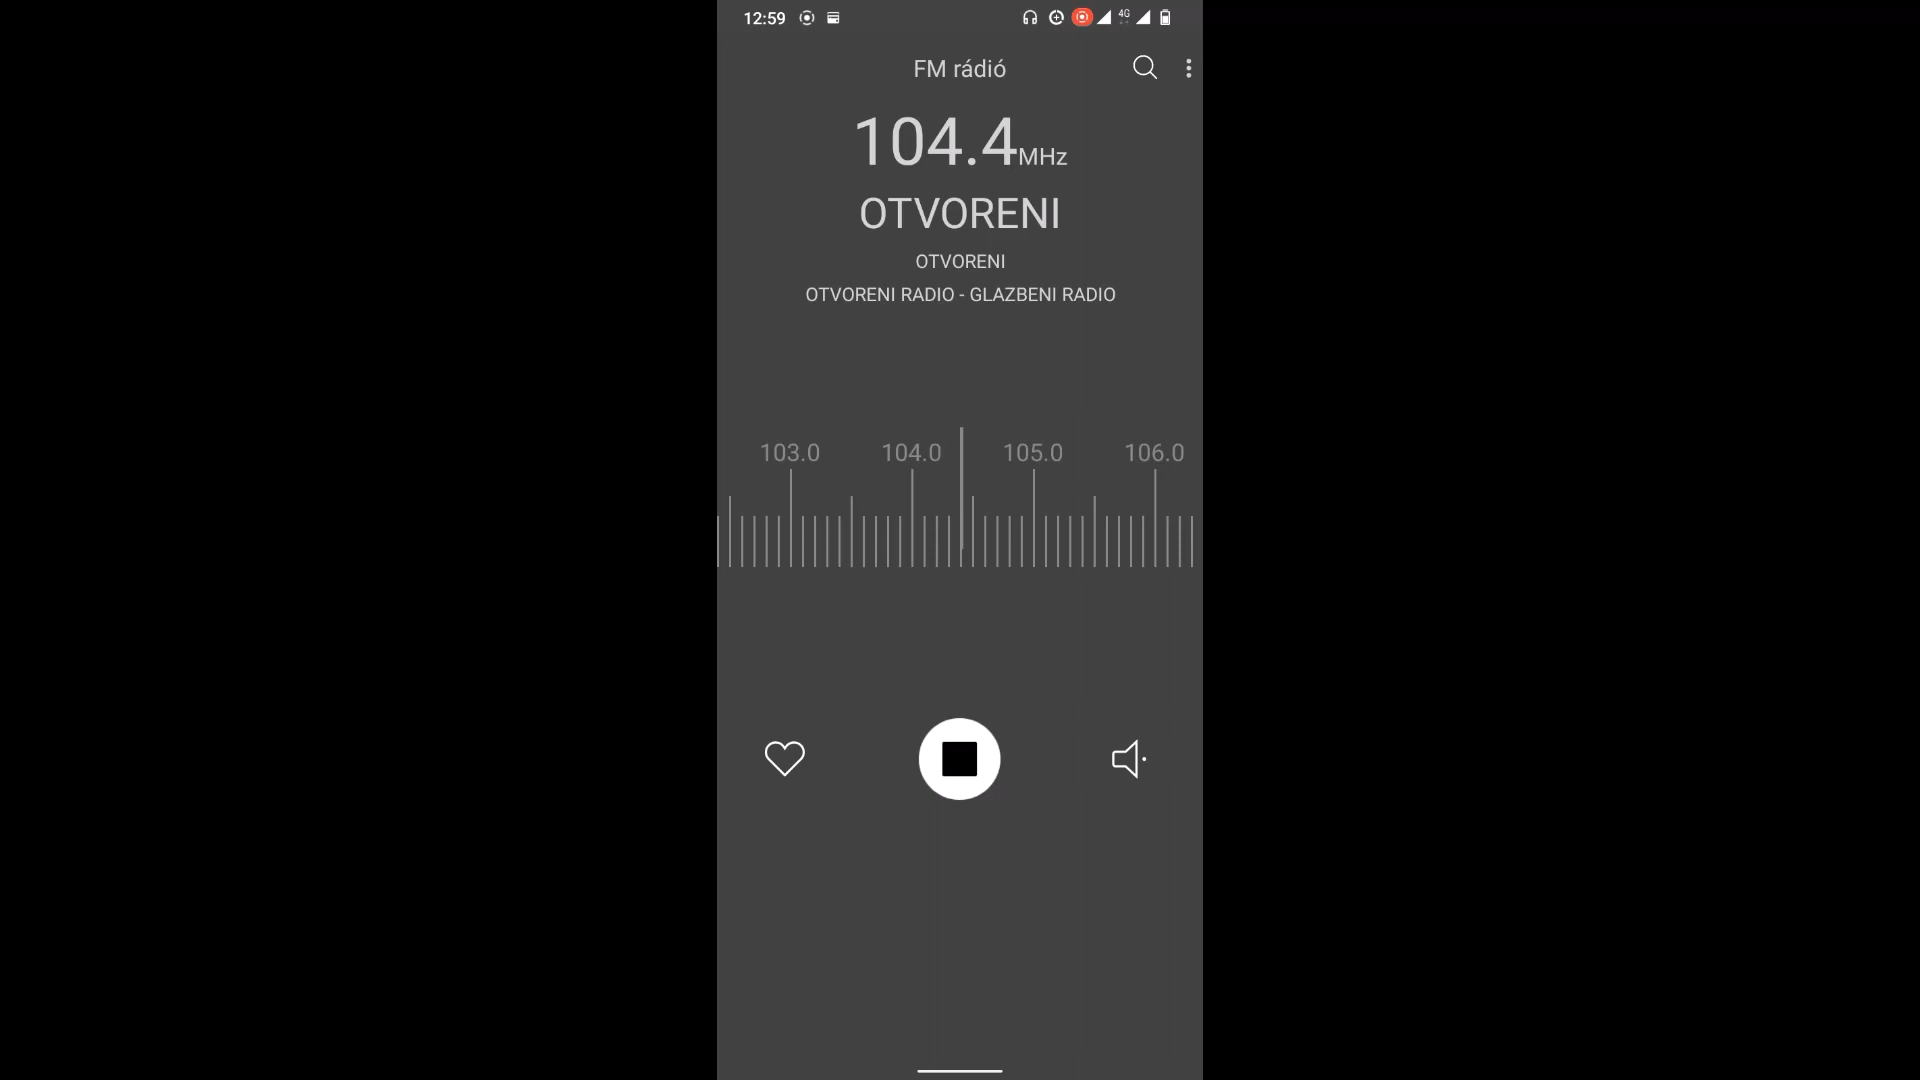 12:59
4G
FM rádió
104.4MHz
OTVORENI
OTVORENI
OTVORENI RADIO - GLAZBENI RADIO
103.0 104.0 105.0 106.0